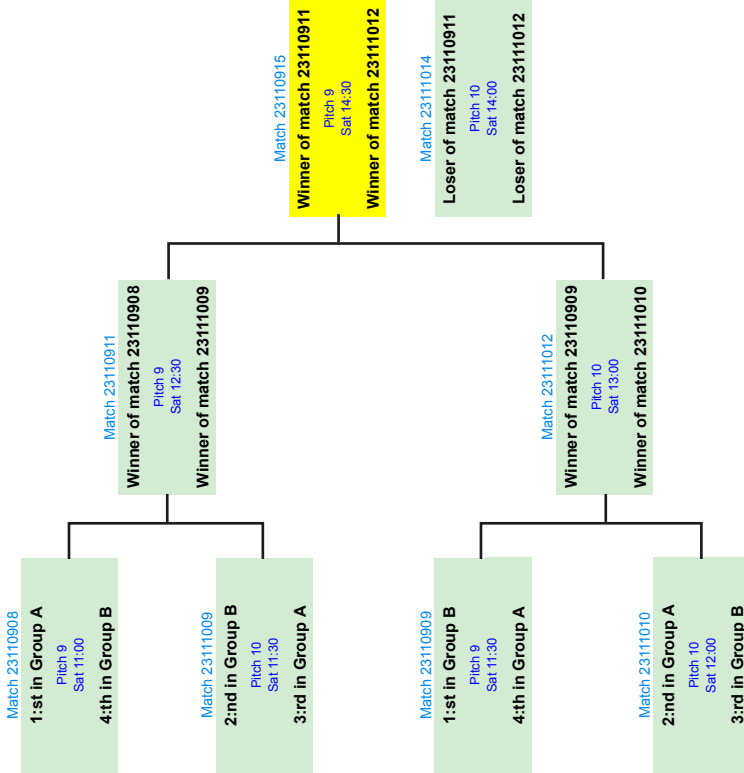 Match 23110908
1:st in Group A
Pitch 9
Sat 11:00
4:th in Group B
Match 23111009
2:nd in Group B
Pitch 10
Sat 11:30
3:rd in Group A
Match 23110909
1:st in Group B
Pitch 9
Sat 11:30
4:th in Group A
Match 23111010
2:nd in Group A
Pitch 10
Sat 12:00
3:rd in Group B
Match 23110911
Winner of match 23110908
Pitch 9
Sat 12:30
Winner of match 23111009
Match 23111012
Winner of match 23110909
Pitch 10
Sat 13:00
Winner of match 23111010
Match 23110915
Winner of match 23110911
Pitch 9
Sat 14:30
Winner of match 23111012
Match 23111014
Loser of match 23110911
Pitch 10
Sat 14:00
Loser of match 23111012